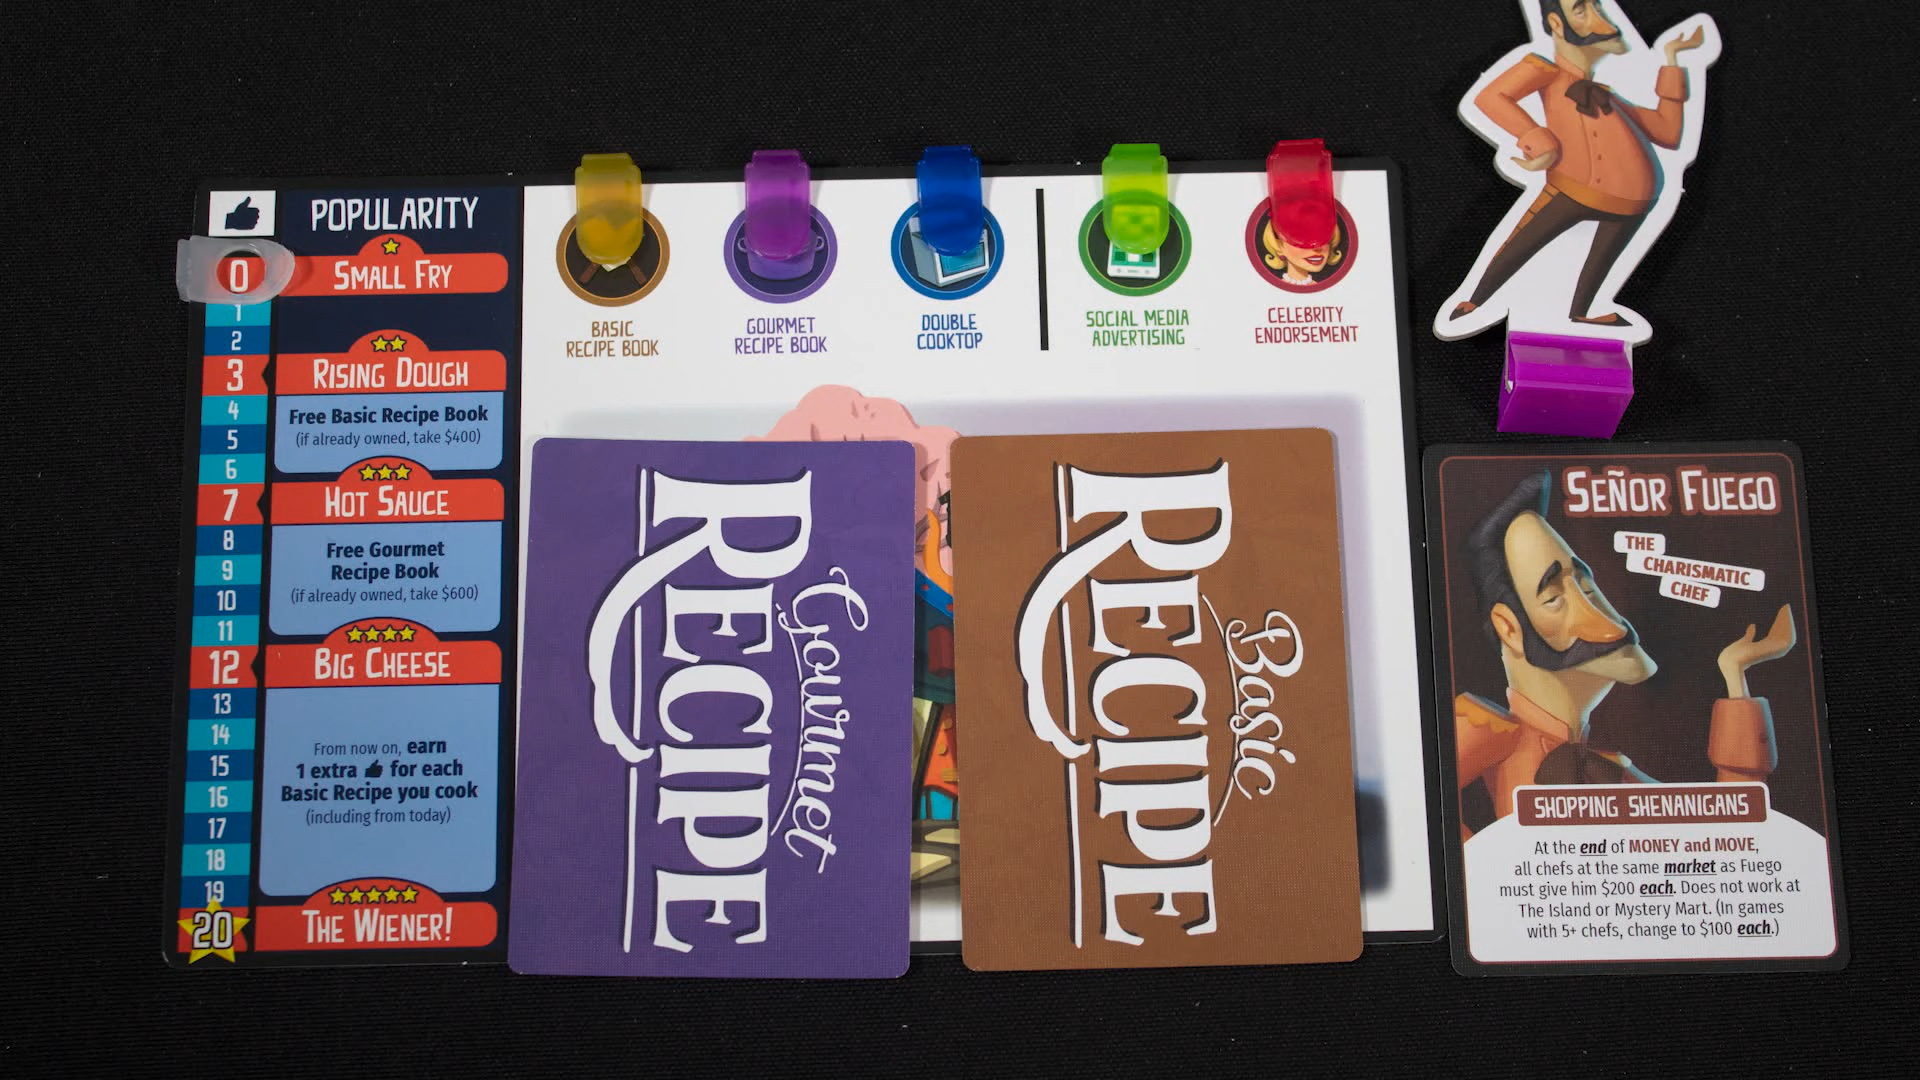 POPULARITY
0
SMALL FRY
1
2
3
RISING DOUGH
4
5
6
Free Basic Recipe Book
(if already owned, take $400)
7
HOT SAUCE
8
9
10
11
Free Gourmet
Recipe Book
(if already owned, take $600)
12
BIG CHEESE
13
14
15
16
17
18
19
From now on, earn
1 extra for each
Basic Recipe you cook
(including from today)
20
THE WIENER!
BASIC
RECIPE BOOK
GOURMET
RECIPE BOOK
DOUBLE
COOKTOP
SOCIAL MEDIA
ADVERTISING
CELEBRITY
ENDORSEMENT
Gourmet
RECIPE
Basic
RECIPE
SEÑOR FUEGO
THE
CHARISMATIC
CHEF
SHOPPING SHENANIGANS
At the end of MONEY and MOVE,
all chefs at the same market as Fuego
must give him $200 each. Does not work at
The Island or Mystery Mart. (In games
with 5+ chefs, change to $100 each.)